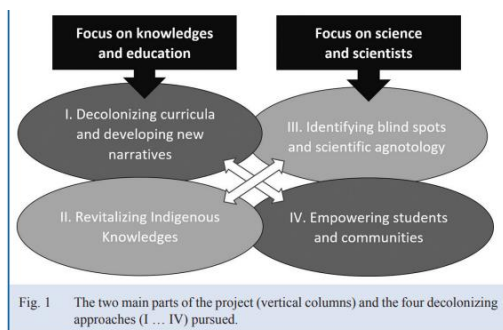 Focus on knowledges
and education
Focus on science
and scientists
I. Decolonizing curricula
and developing new
narratives
III. Identifying blind spots
and scientific agnotology
II. Revitalizing Indigenous
Knowledges
IV. Empowering students
and communities
Fig. 1 The two main parts of the project (vertical columns) and the four decolonizing
approaches (I … IV) pursued.